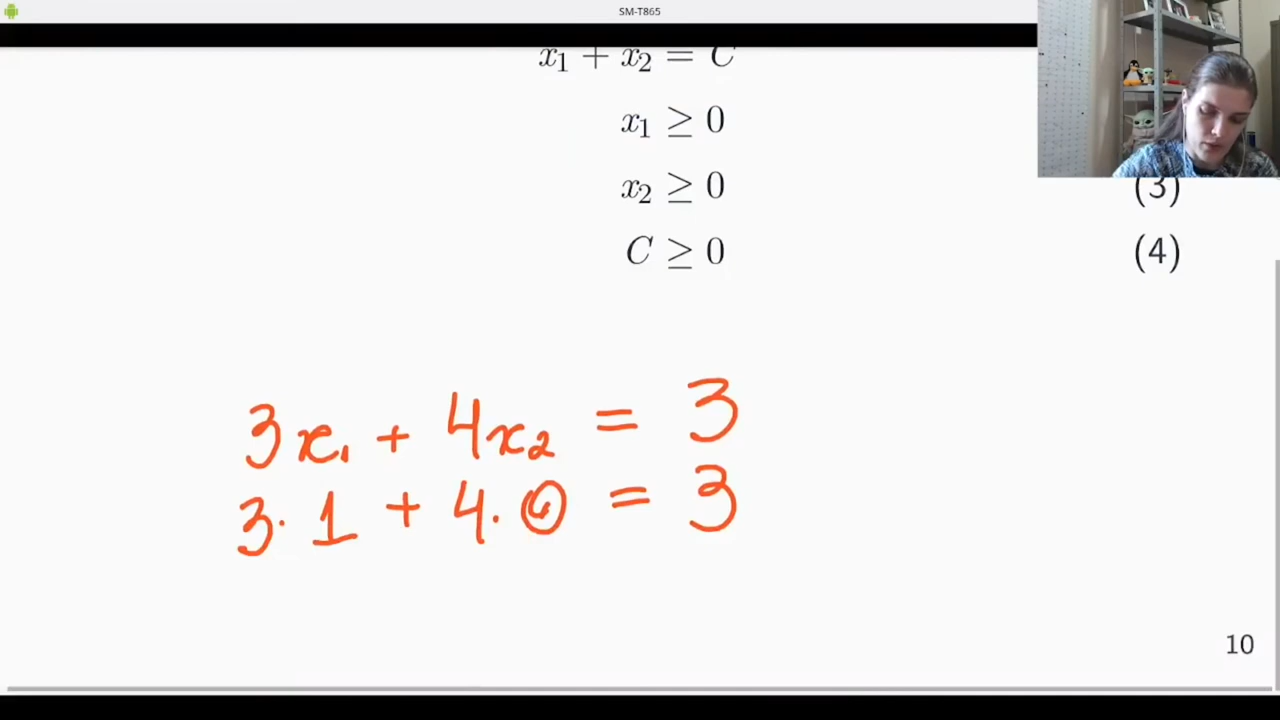 SM-T865
x₁ + x₂ = C
x₁ ≥ 0
x₂ ≥ 0 (3)
C ≥ 0 (4)
3x₁ + 4x₂ = 3
3 · 1 + 4 · 0 = 3
10